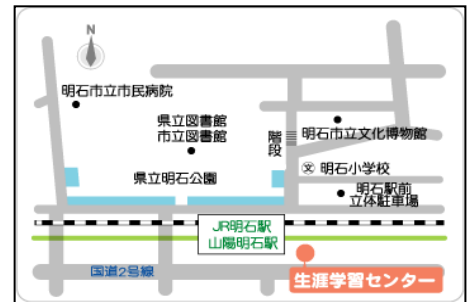 N
明石市立市民病院
県立図書館
市立図書館
階段
明石市立文化博物館
文 明石小学校
県立明石公園
明石駅前
立体駐車場
JR明石駅
山陽明石駅
国道2号線
生涯学習センター